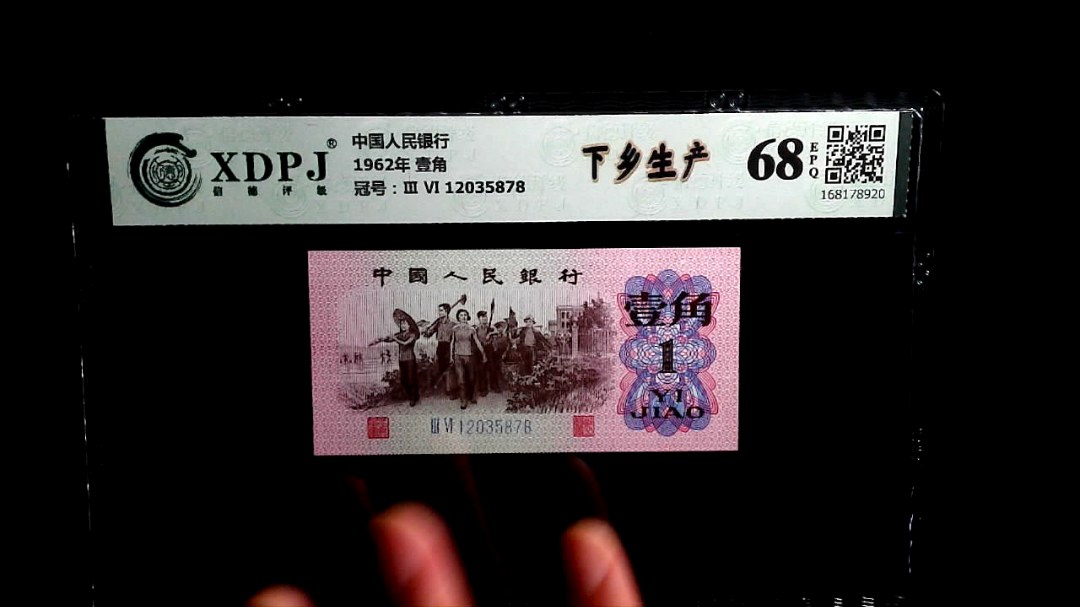 XDPJ®
信德评级
中国人民银行
1962年 壹角
冠号：Ⅲ Ⅵ 12035878
下乡生产
68
EPQ
168178920
中國人民銀行
壹角
1
YI
JIAO
Ⅲ Ⅵ 12035878